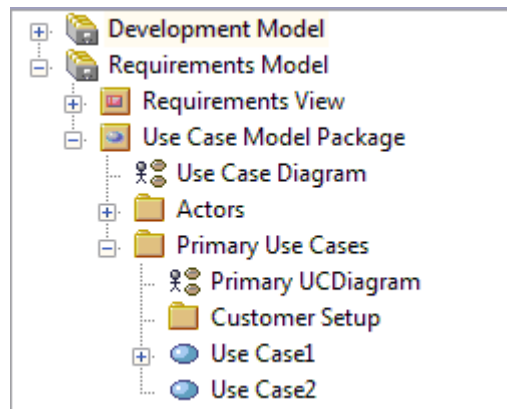 Development Model
Requirements Model
Requirements View
Use Case Model Package
Use Case Diagram
Actors
Primary Use Cases
Primary UCDiagram
Customer Setup
Use Case1
Use Case2